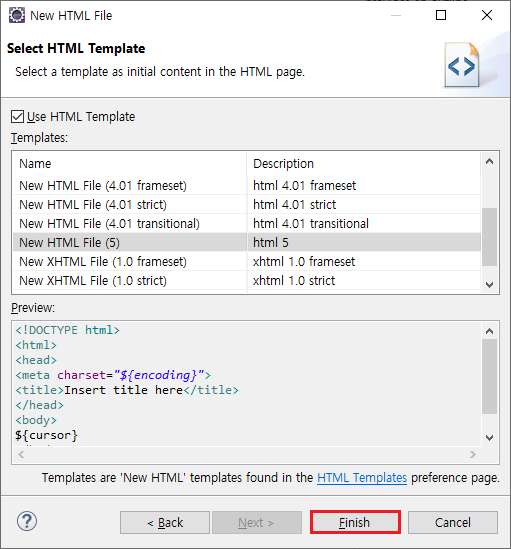 New HTML File
Select HTML Template
Select a template as initial content in the HTML page.
Use HTML Template
Templates:
Name Description
New HTML File (4.01 frameset) html 4.01 frameset
New HTML File (4.01 strict) html 4.01 strict
New HTML File (4.01 transitional) html 4.01 transitional
New HTML File (5) html 5
New XHTML File (1.0 frameset) xhtml 1.0 frameset
New XHTML File (1.0 strict) xhtml 1.0 strict
Preview:
<!DOCTYPE html>
<html>
<head>
<meta charset="${encoding}">
<title>Insert title here</title>
</head>
<body>
${cursor}
Templates are 'New HTML' templates found in the HTML Templates preference page.
? < Back Next > Finish Cancel